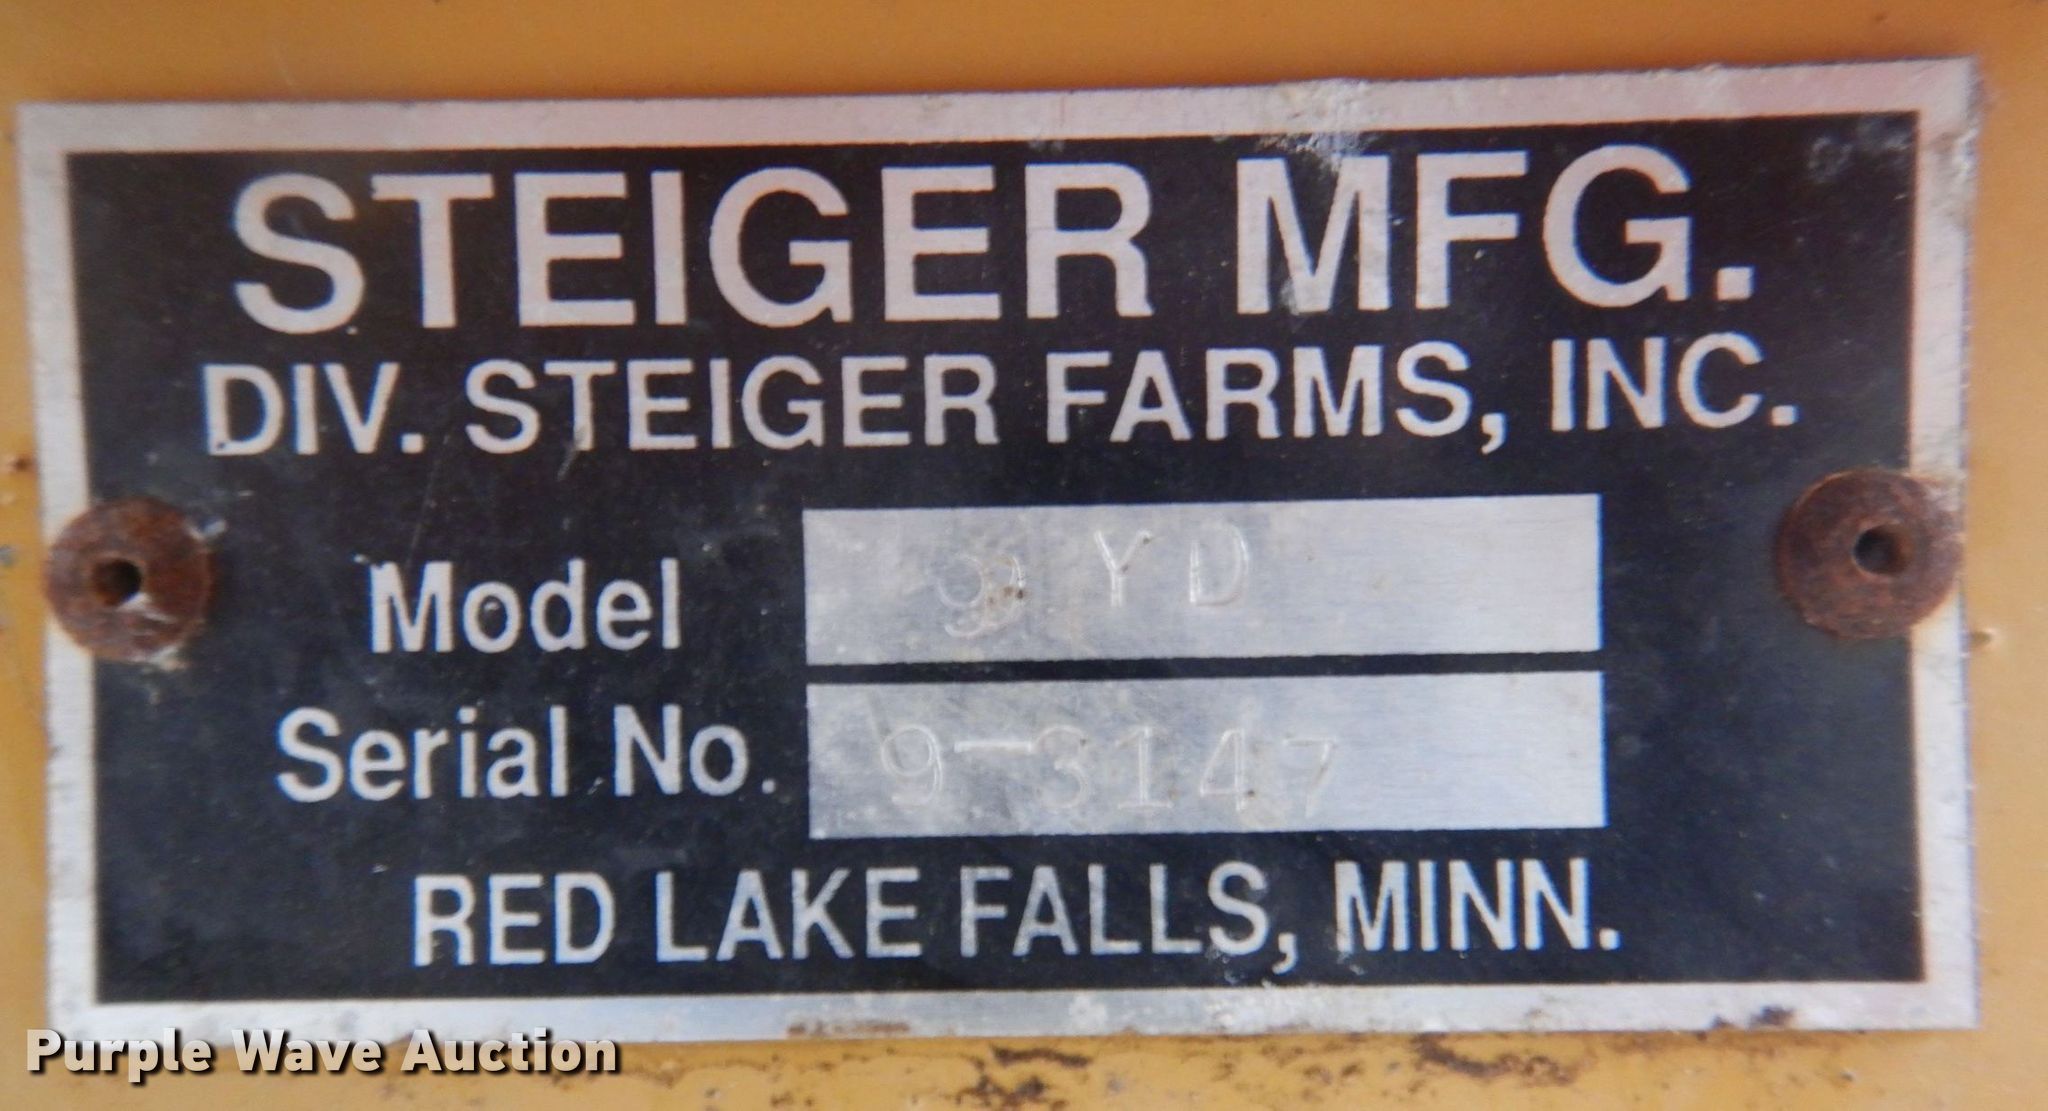 STEIGER MFG.
DIV. STEIGER FARMS, INC.
Model 9 YD
Serial No. 9-3147
RED LAKE FALLS, MINN.
Purple Wave Auction